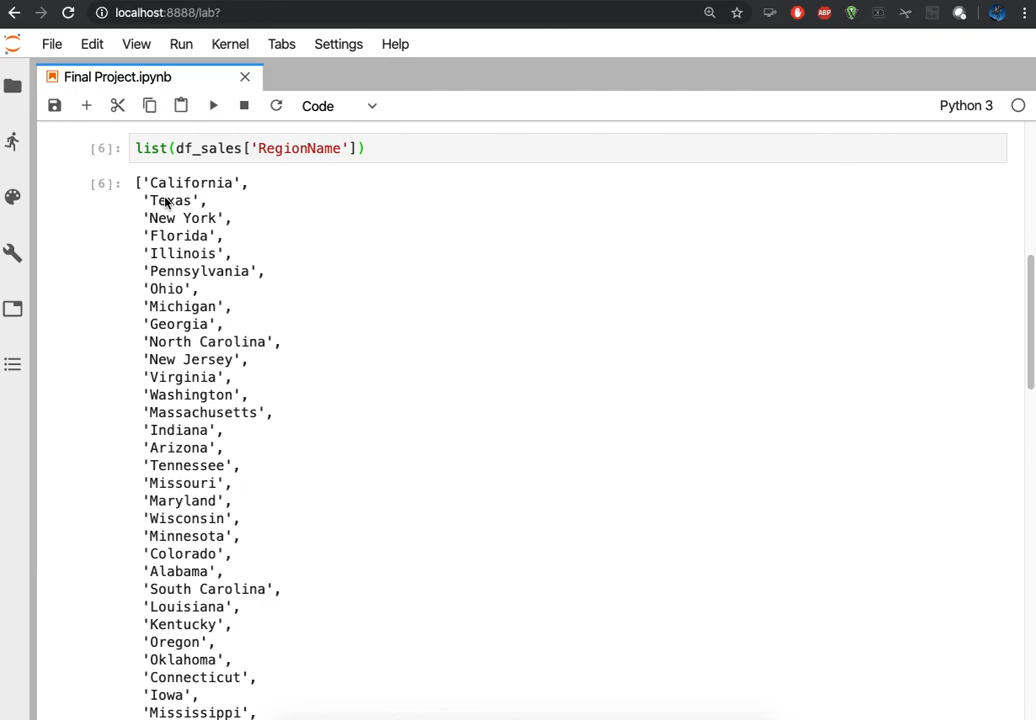 localhost:8888/lab?
ABP
File Edit View Run Kernel Tabs Settings Help
Final Project.ipynb
Code
Python 3
[6]: list(df_sales['RegionName'])
[6]: ['California',
'Texas',
'New York',
'Florida',
'Illinois',
'Pennsylvania',
'Ohio',
'Michigan',
'Georgia',
'North Carolina',
'New Jersey',
'Virginia',
'Washington',
'Massachusetts',
'Indiana',
'Arizona',
'Tennessee',
'Missouri',
'Maryland',
'Wisconsin',
'Minnesota',
'Colorado',
'Alabama',
'South Carolina',
'Louisiana',
'Kentucky',
'Oregon',
'Oklahoma',
'Connecticut',
'Iowa',
'Mississippi',